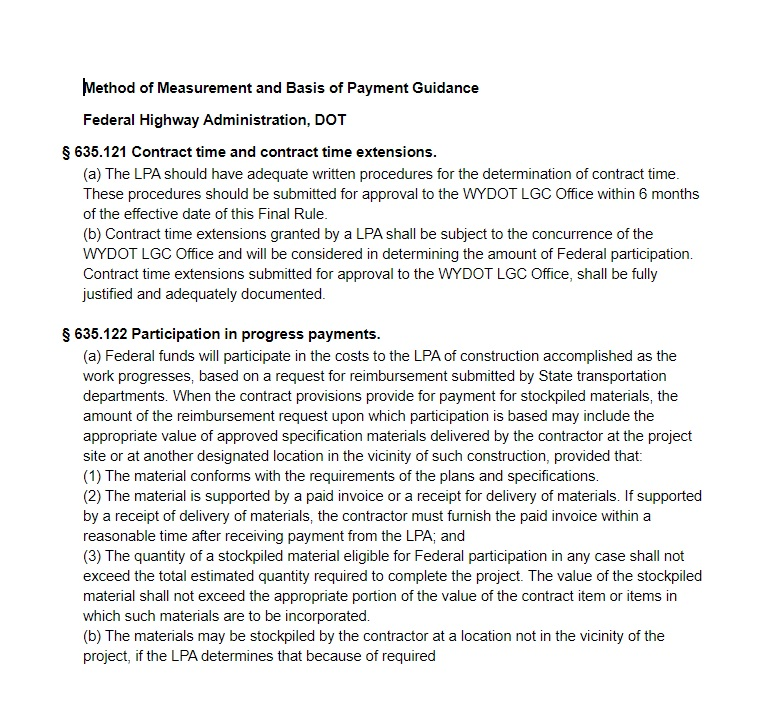 Method of Measurement and Basis of Payment Guidance
Federal Highway Administration, DOT
§ 635.121 Contract time and contract time extensions.
(a) The LPA should have adequate written procedures for the determination of contract time.
These procedures should be submitted for approval to the WYDOT LGC Office within 6 months
of the effective date of this Final Rule.
(b) Contract time extensions granted by a LPA shall be subject to the concurrence of the
WYDOT LGC Office and will be considered in determining the amount of Federal participation.
Contract time extensions submitted for approval to the WYDOT LGC Office, shall be fully
justified and adequately documented.
§ 635.122 Participation in progress payments.
(a) Federal funds will participate in the costs to the LPA of construction accomplished as the
work progresses, based on a request for reimbursement submitted by State transportation
departments. When the contract provisions provide for payment for stockpiled materials, the
amount of the reimbursement request upon which participation is based may include the
appropriate value of approved specification materials delivered by the contractor at the project
site or at another designated location in the vicinity of such construction, provided that:
(1) The material conforms with the requirements of the plans and specifications.
(2) The material is supported by a paid invoice or a receipt for delivery of materials. If supported
by a receipt of delivery of materials, the contractor must furnish the paid invoice within a
reasonable time after receiving payment from the LPA; and
(3) The quantity of a stockpiled material eligible for Federal participation in any case shall not
exceed the total estimated quantity required to complete the project. The value of the stockpiled
material shall not exceed the appropriate portion of the value of the contract item or items in
which such materials are to be incorporated.
(b) The materials may be stockpiled by the contractor at a location not in the vicinity of the
project, if the LPA determines that because of required